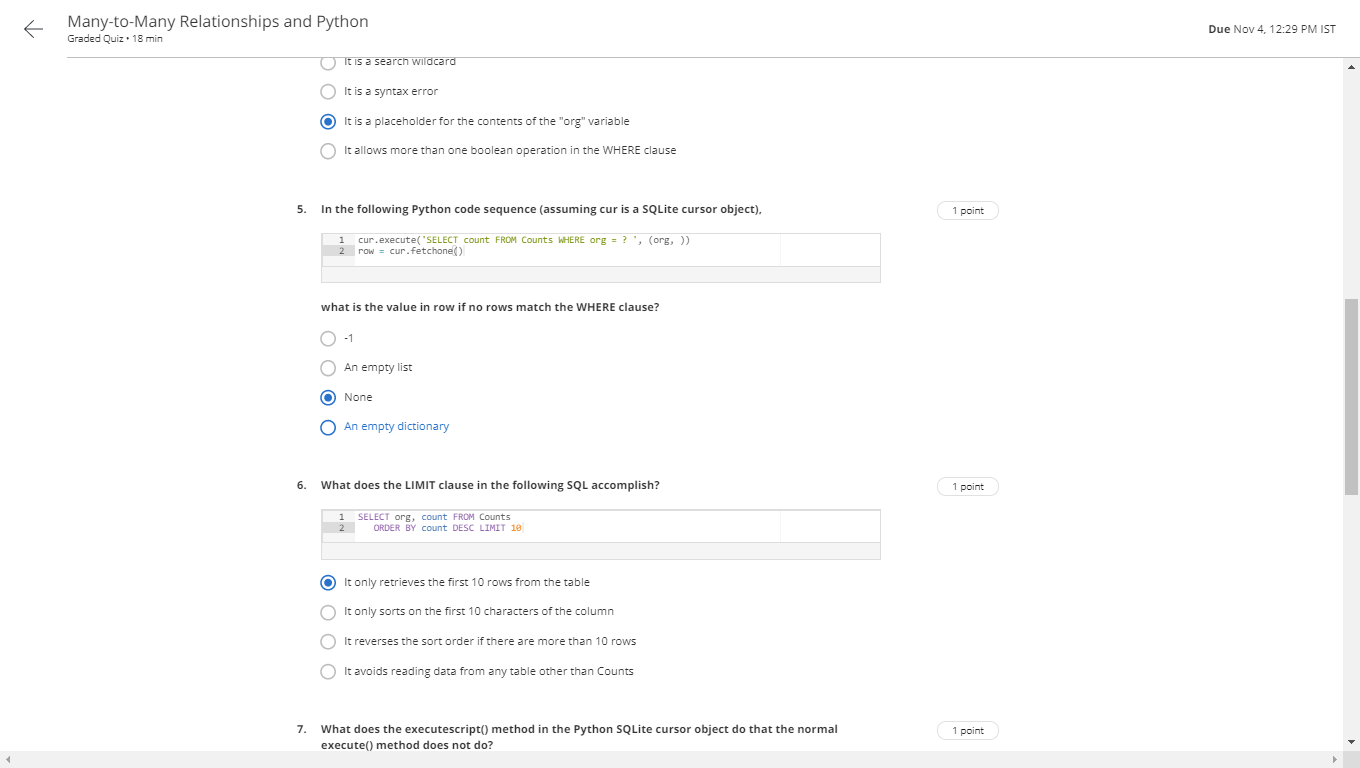 Many-to-Many Relationships and Python
Graded Quiz • 18 min
Due Nov 4, 12:29 PM IST
It is a search wildcard
It is a syntax error
It is a placeholder for the contents of the "org" variable
It allows more than one boolean operation in the WHERE clause
5. In the following Python code sequence (assuming cur is a SQLite cursor object),
1 point
1 cur.execute('SELECT count FROM Counts WHERE org = ? ', (org, ))
2 row = cur.fetchone()
what is the value in row if no rows match the WHERE clause?
-1
An empty list
None
An empty dictionary
6. What does the LIMIT clause in the following SQL accomplish?
1 point
1 SELECT org, count FROM Counts
2 ORDER BY count DESC LIMIT 10
It only retrieves the first 10 rows from the table
It only sorts on the first 10 characters of the column
It reverses the sort order if there are more than 10 rows
It avoids reading data from any table other than Counts
7. What does the executescript() method in the Python SQLite cursor object do that the normal
1 point
execute() method does not do?